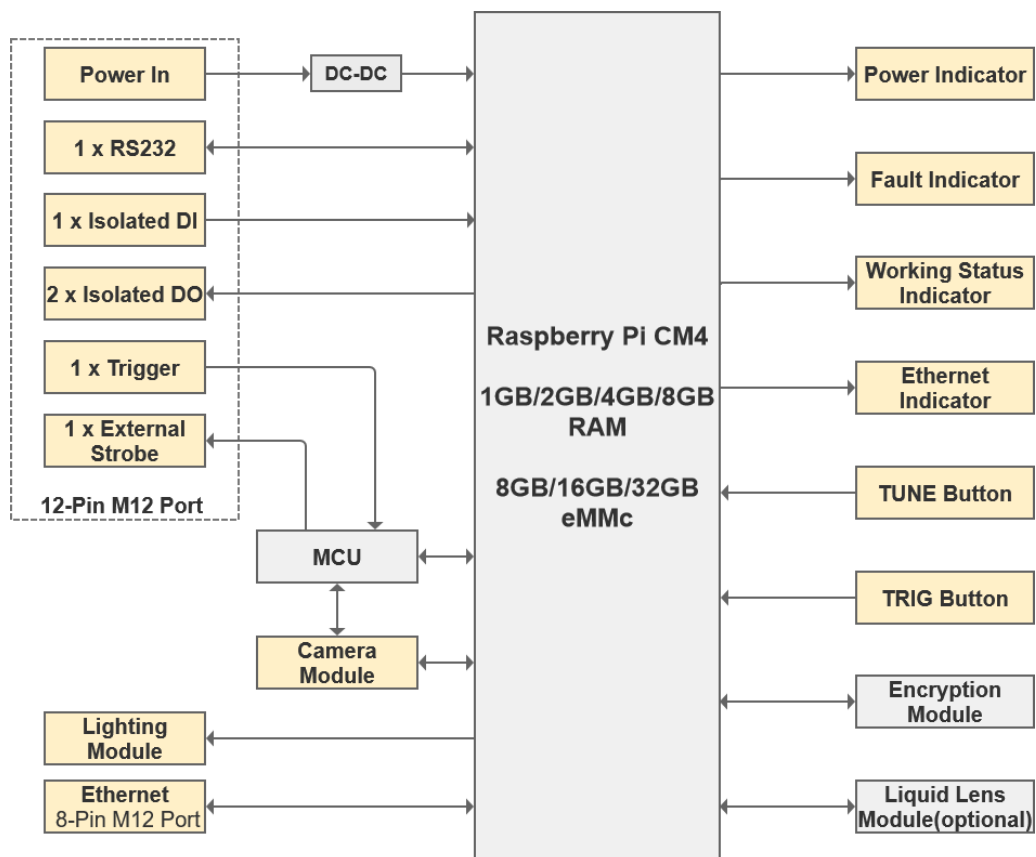 Power In
DC-DC
1 x RS232
1 x Isolated DI
2 x Isolated DO
1 x Trigger
1 x External
Strobe
12-Pin M12 Port
MCU
Camera
Module
Lighting
Module
Ethernet
8-Pin M12 Port
Raspberry Pi CM4
1GB/2GB/4GB/8GB
RAM
8GB/16GB/32GB
eMMc
Power Indicator
Fault Indicator
Working Status
Indicator
Ethernet
Indicator
TUNE Button
TRIG Button
Encryption
Module
Liquid Lens
Module(optional)